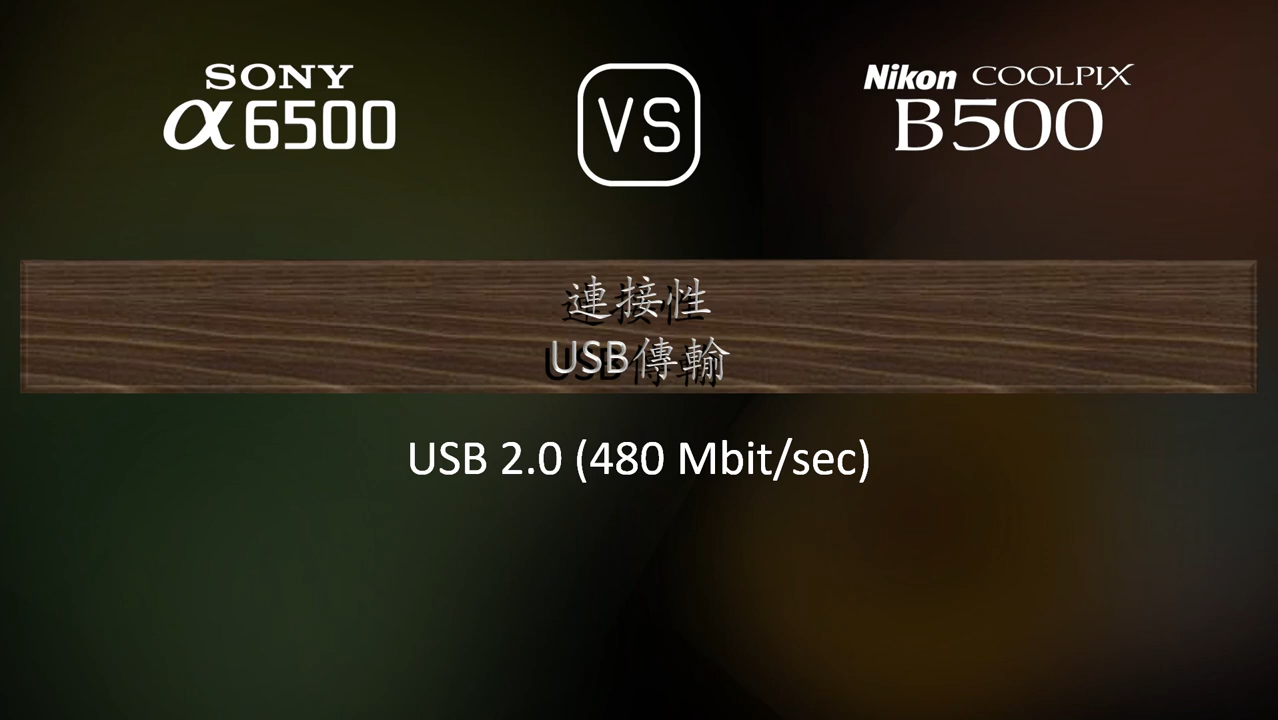 SONY
α6500
VS
Nikon COOLPIX
B500
連接性
USB傳輸
USB 2.0 (480 Mbit/sec)